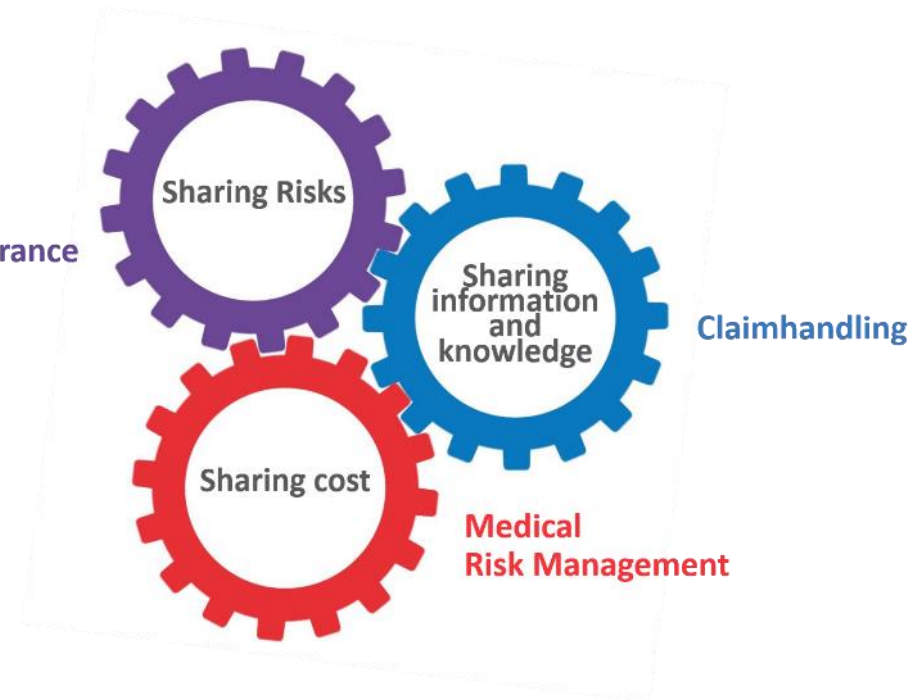 Sharing Risks
rance
Sharing
information
and
knowledge
Claimhandling
Sharing cost
Medical
Risk Management